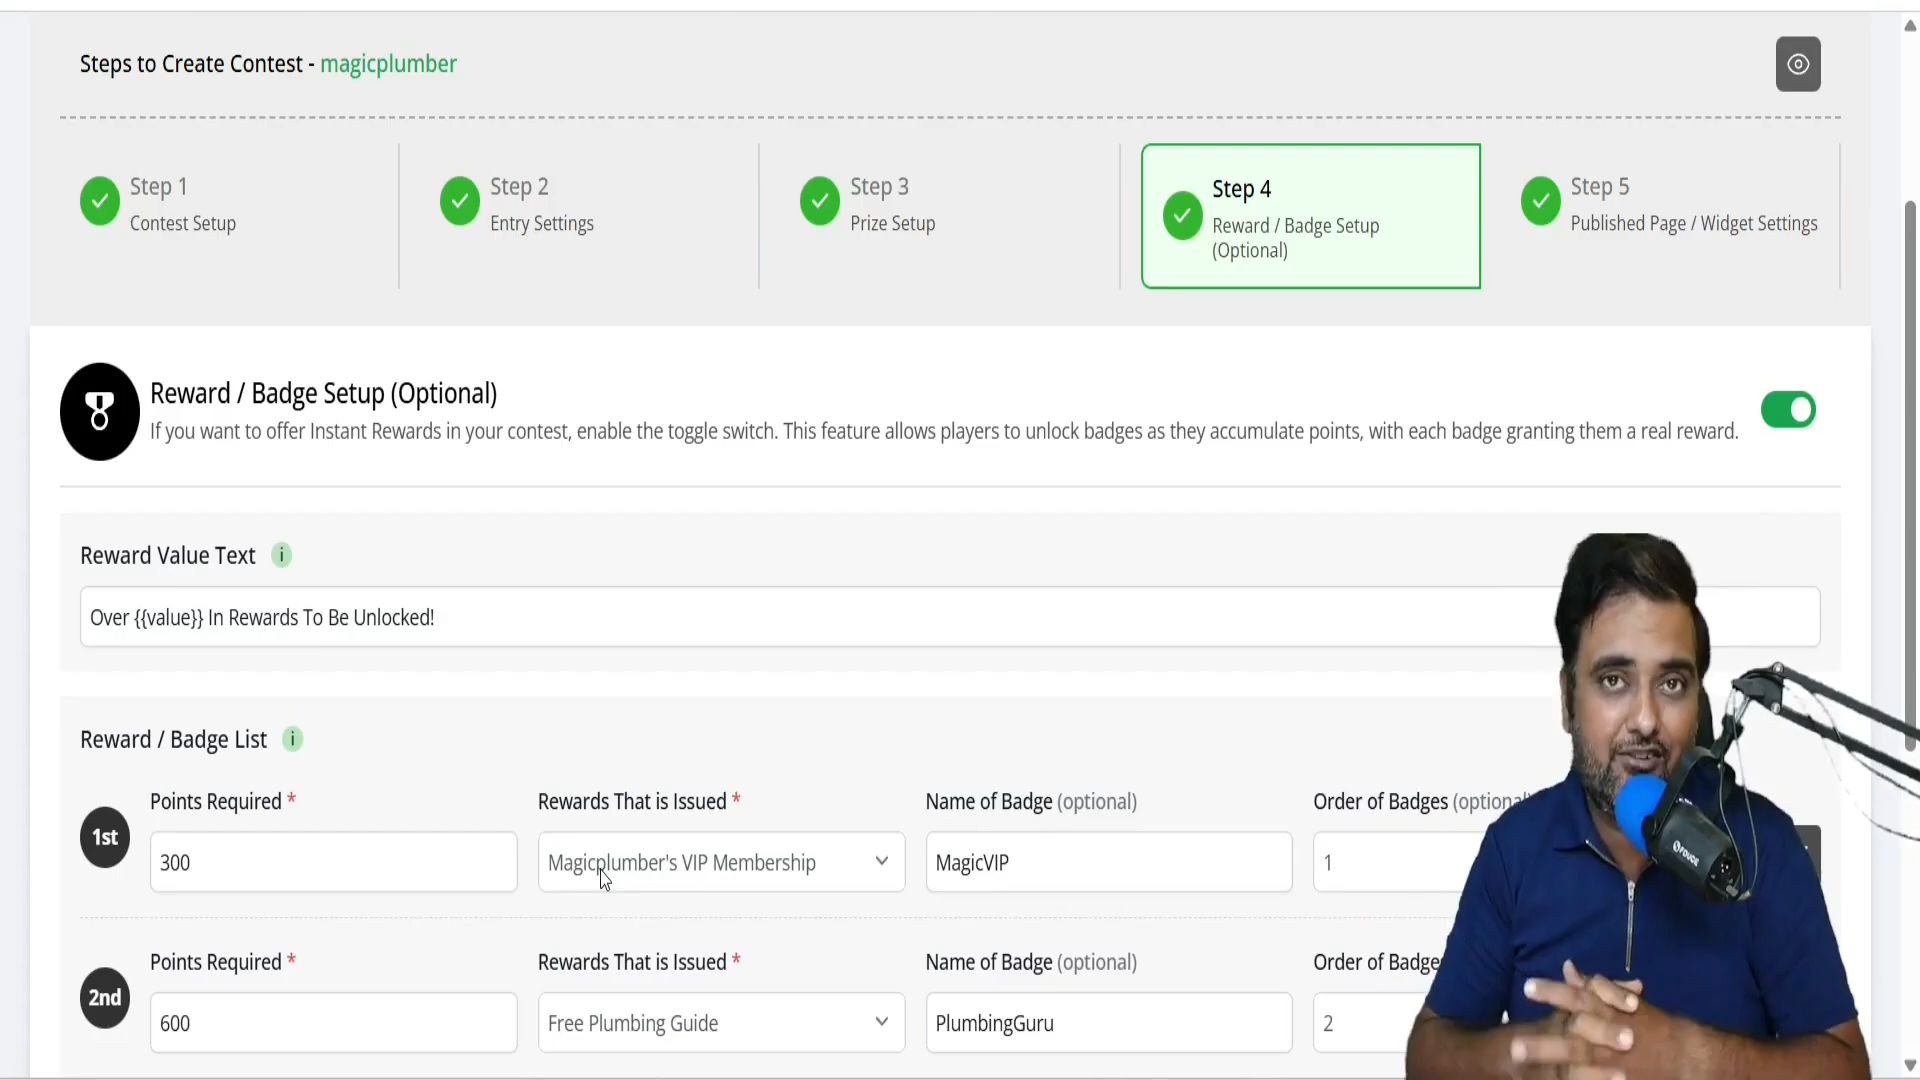 Steps to Create Contest - magicplumber
Step 1
Contest Setup
Step 2
Entry Settings
Step 3
Prize Setup
Step 4
Reward / Badge Setup
(Optional)
Step 5
Published Page / Widget Settings
Reward / Badge Setup (Optional)
If you want to offer Instant Rewards in your contest, enable the toggle switch. This feature allows players to unlock badges as they accumulate points, with each badge granting them a real reward.
Reward Value Text i
Over {{value}} In Rewards To Be Unlocked!
Reward / Badge List i
1st
Points Required *
300
Rewards That is Issued *
Magicplumber's VIP Membership
Name of Badge (optional)
MagicVIP
Order of Badges (optional)
1
2nd
Points Required *
600
Rewards That is Issued *
Free Plumbing Guide
Name of Badge (optional)
PlumbingGuru
Order of Badge
2